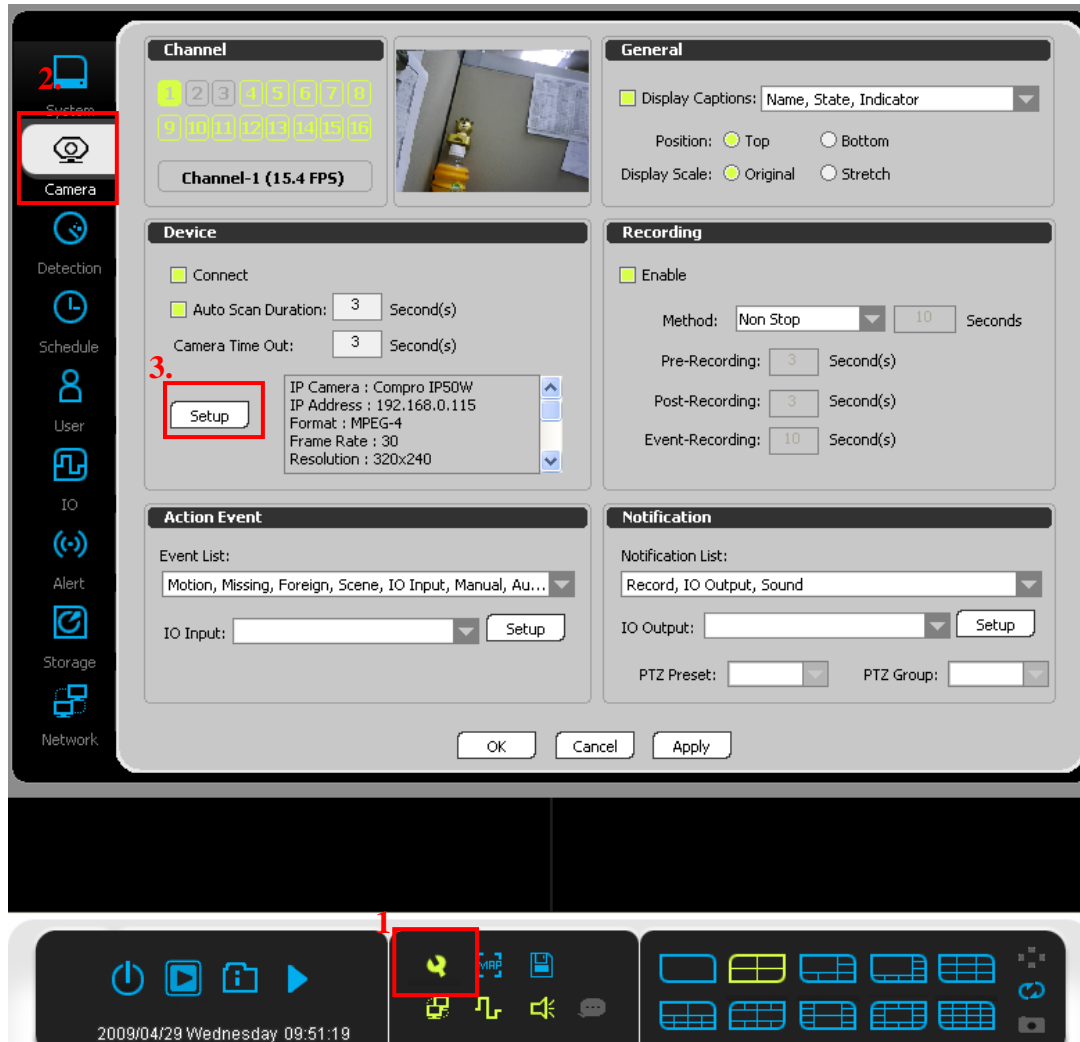 2.
System
Camera
Detection
Schedule
User
IO
Alert
Storage
Network
Channel
1 2 3 4 5 6 7 8
9 10 11 12 13 14 15 16
Channel-1 (15.4 FPS)
General
Display Captions: Name, State, Indicator
Position: Top Bottom
Display Scale: Original Stretch
Device
Connect
Auto Scan Duration: 3 Second(s)
Camera Time Out: 3 Second(s)
3.
Setup
IP Camera : Compro IP50W
IP Address : 192.168.0.115
Format : MPEG-4
Frame Rate : 30
Resolution : 320x240
Recording
Enable
Method: Non Stop 10 Seconds
Pre-Recording: 3 Second(s)
Post-Recording: 3 Second(s)
Event-Recording: 10 Second(s)
Action Event
Event List:
Motion, Missing, Foreign, Scene, IO Input, Manual, Au...
IO Input: Setup
Notification
Notification List:
Record, IO Output, Sound
IO Output: Setup
PTZ Preset: PTZ Group:
OK Cancel Apply
1
MAP
2009/04/29 Wednesday 09:51:19